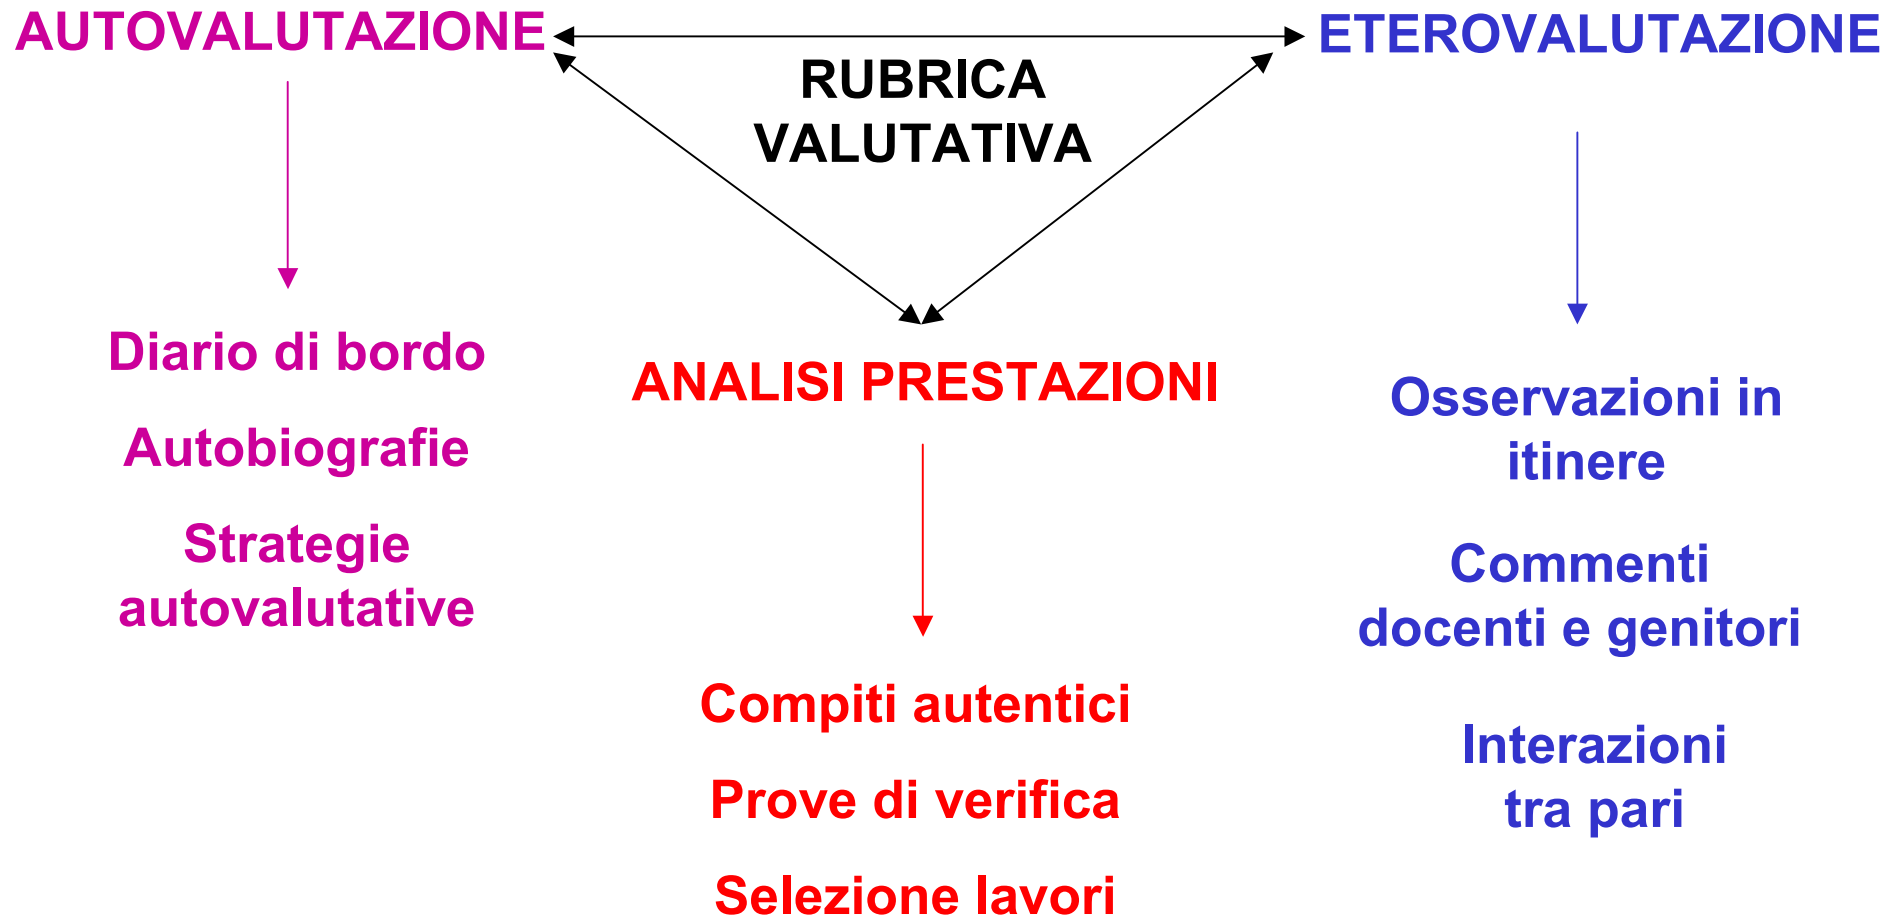 AUTOVALUTAZIONE
ETEROVALUTAZIONE
RUBRICA
VALUTATIVA
Diario di bordo
Autobiografie
Strategie
autovalutative
ANALISI PRESTAZIONI
Compiti autentici
Prove di verifica
Selezione lavori
Osservazioni in
itinere
Commenti
docenti e genitori
Interazioni
tra pari